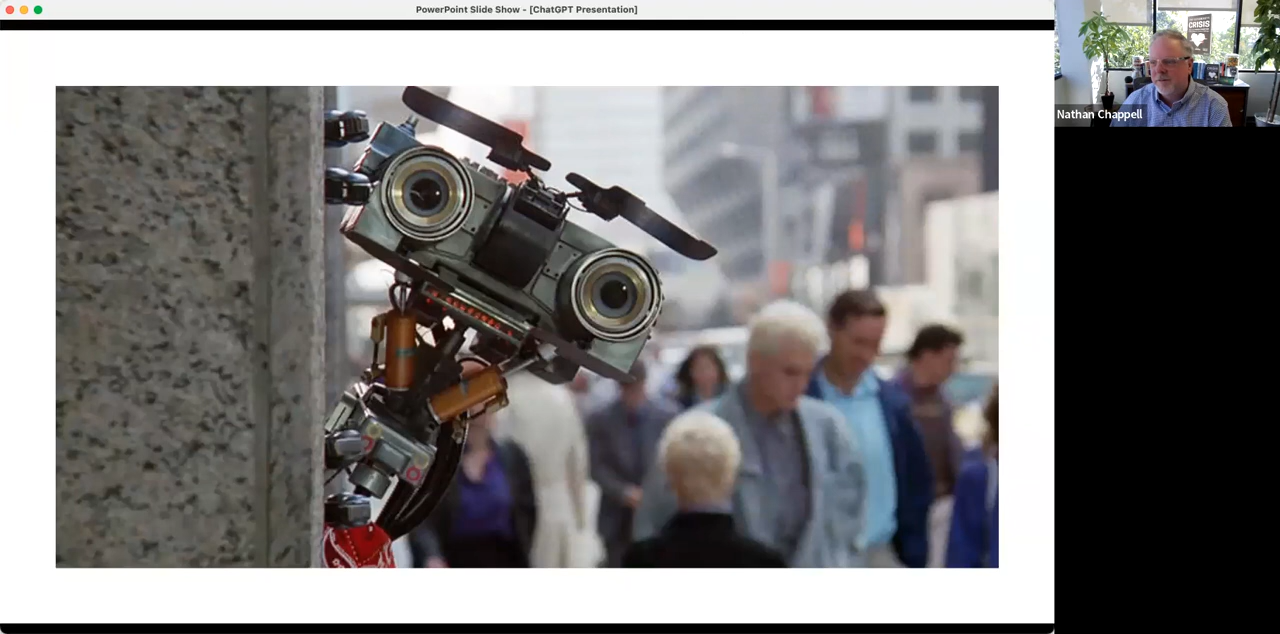 PowerPoint Slide Show - [ChatGPT Presentation]
CRISIS
Nathan Chappell